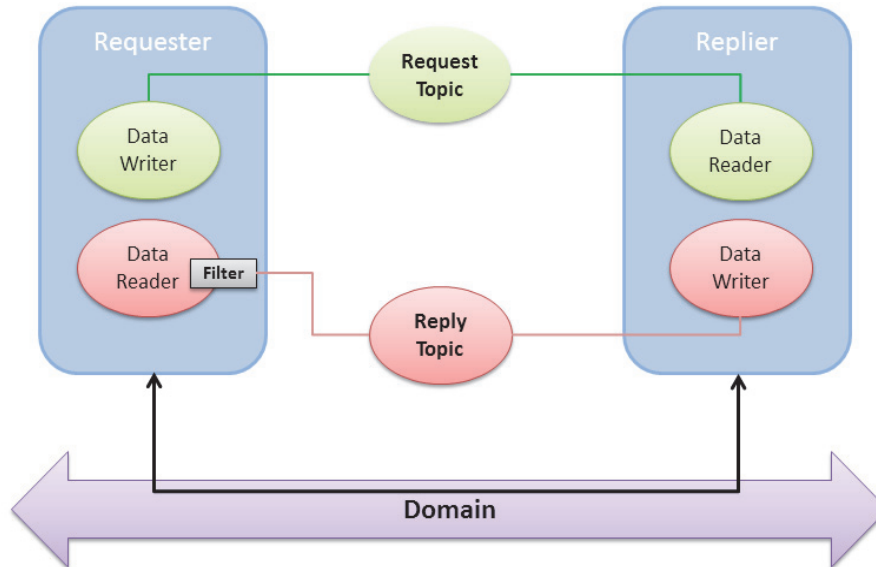 Requester
Replier
Request
Topic
Data
Writer
Data
Reader
Data
Reader
Filter
Data
Writer
Reply
Topic
Domain